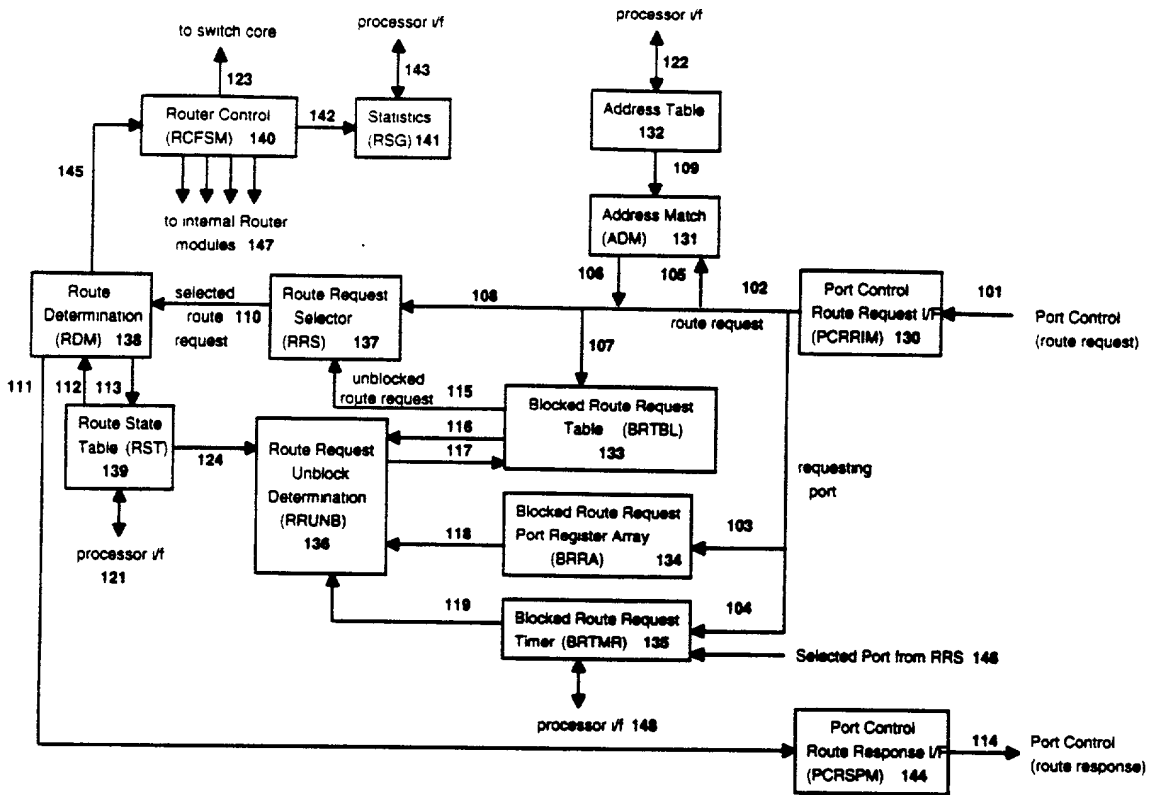 processor i/f
processor i/f
to switch core
143
122
123
Router Control
(RCFSM) 140
142
Statistics
(RSG) 141
Address Table
132
145
109
to internal Router
modules 147
Address Match
(ADM) 131
106
105
102
101
Route
Determination
(RDM) 138
selected
route 110
request
Route Request
Selector
(RRS) 137
108
route request
Port Control
Route Request I/F
(PCRRIM) 130
Port Control
(route request)
107
111
112
113
unblocked
route request
115
Route State
Table (RST)
139
124
116
117
Blocked Route Request
Table (BRTBL)
133
Route Request
Unblock
Determination
(RRUNB)
136
requesting
port
processor i/f
121
118
Blocked Route Request
Port Register Array
(BRRA) 134
103
119
Blocked Route Request
Timer (BRTMR) 135
104
Selected Port from RRS 146
processor i/f 148
Port Control
Route Response I/F
(PCRSPM) 144
114
Port Control
(route response)